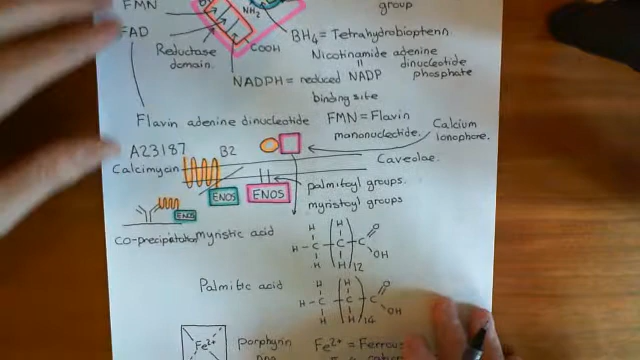 FMN
NH2
group
FAD
BH4 = Tetrahydrobiopterin
COOH
Reductase
domain.
Nicotinamide adenine
dinucleotide
phosphate
NADPH = reduced NADP
binding site
Flavin adenine dinucleotide
FMN = Flavin
mononucleotide.
Calcium
Ionophore.
A23187
B2
Calcimycin
Caveolae.
ENOS
ENOS
palmitoyl groups.
myristoyl groups
ENOS
Co-precipitation
myristic acid
H
H
H-C
C
C
O
OH
H
H
12
Palmitic acid
H
H
H-C
C
C
O
OH
H
H
14
Fe2+
porphyrin
Fe2+ = Ferrous